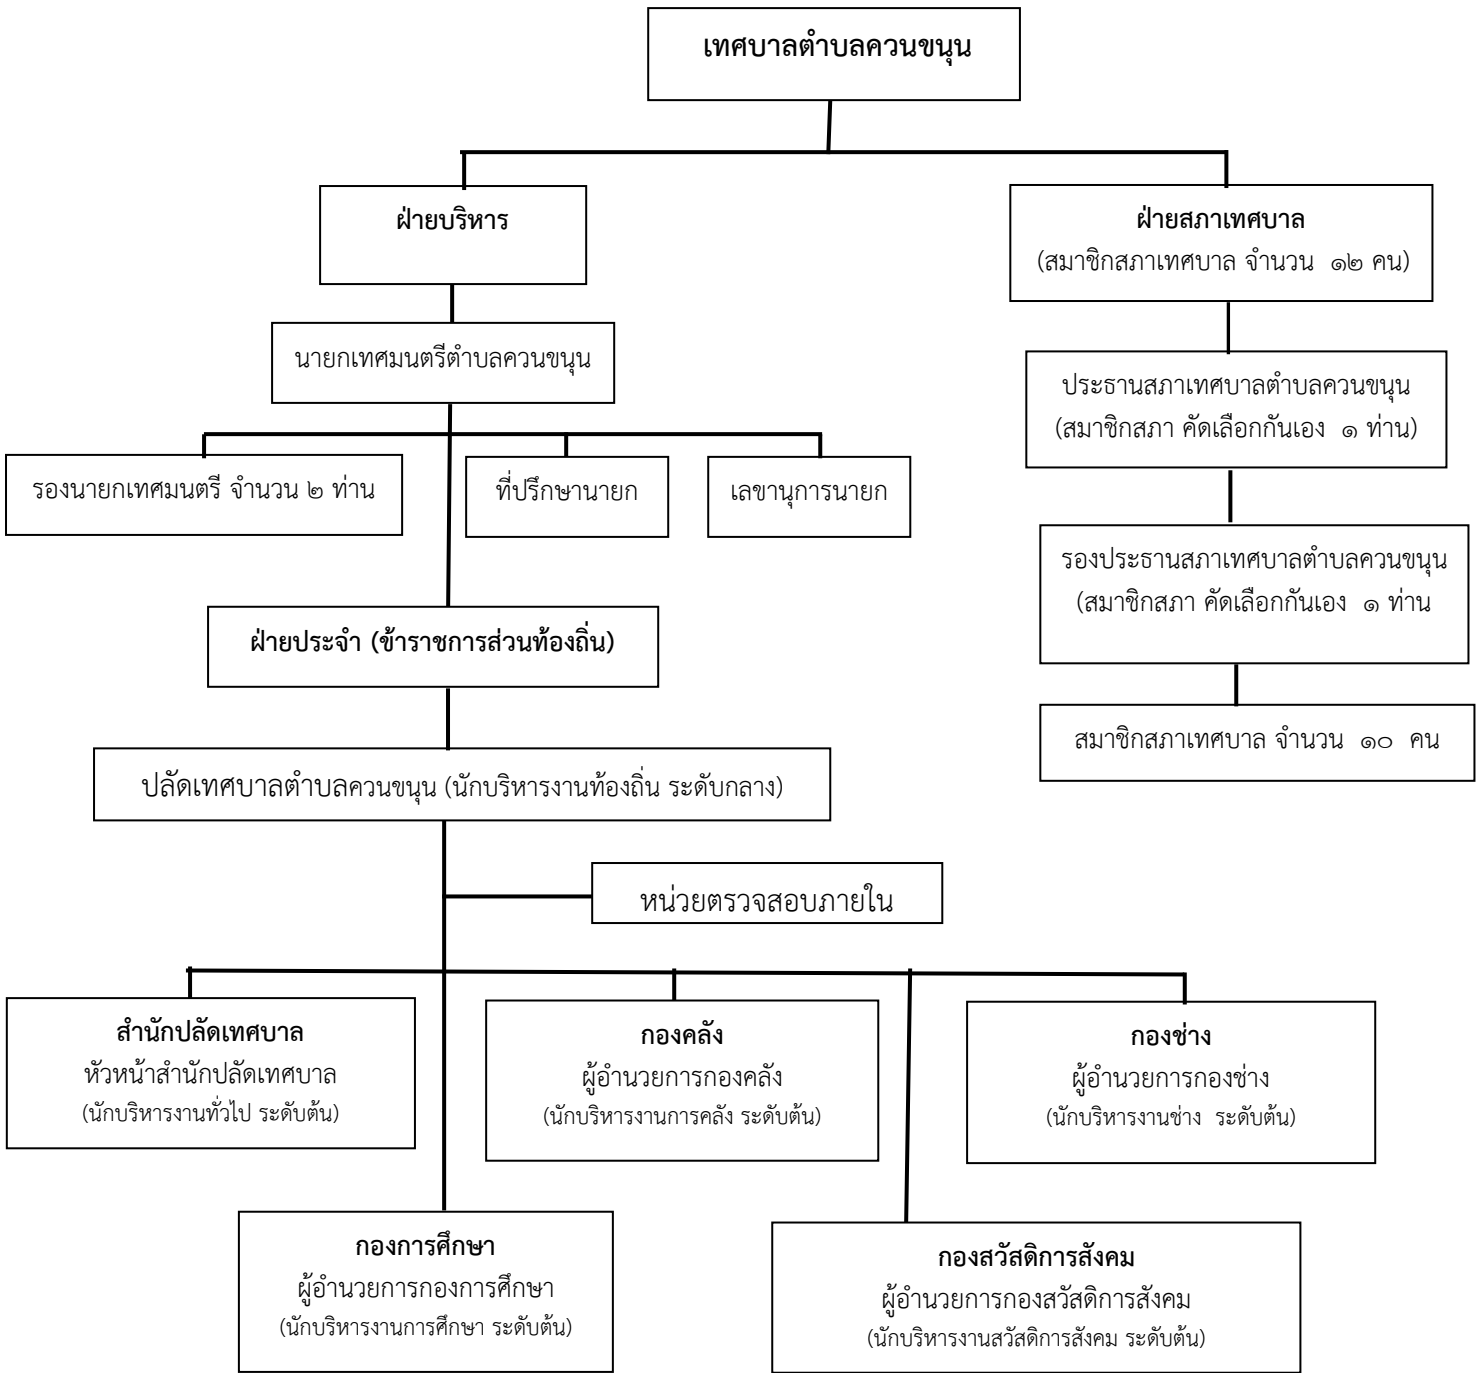 เทศบาลตำบลควนขนุน
ฝ่ายบริหาร
ฝ่ายสภาเทศบาล
(สมาชิกสภาเทศบาล จำนวน ๑๒ คน)
นายกเทศมนตรีตำบลควนขนุน
ประธานสภาเทศบาลตำบลควนขนุน
(สมาชิกสภา คัดเลือกกันเอง ๑ ท่าน)
รองนายกเทศมนตรี จำนวน ๒ ท่าน
ที่ปรึกษานายก
เลขานุการนายก
รองประธานสภาเทศบาลตำบลควนขนุน
(สมาชิกสภา คัดเลือกกันเอง ๑ ท่าน
ฝ่ายประจำ (ข้าราชการส่วนท้องถิ่น)
สมาชิกสภาเทศบาล จำนวน ๑๐ คน
ปลัดเทศบาลตำบลควนขนุน (นักบริหารงานท้องถิ่น ระดับกลาง)
หน่วยตรวจสอบภายใน
สำนักปลัดเทศบาล
หัวหน้าสำนักปลัดเทศบาล
(นักบริหารงานทั่วไป ระดับต้น)
กองคลัง
ผู้อำนวยการกองคลัง
(นักบริหารงานการคลัง ระดับต้น)
กองช่าง
ผู้อำนวยการกองช่าง
(นักบริหารงานช่าง ระดับต้น)
กองการศึกษา
ผู้อำนวยการกองการศึกษา
(นักบริหารงานการศึกษา ระดับต้น)
กองสวัสดิการสังคม
ผู้อำนวยการกองสวัสดิการสังคม
(นักบริหารงานสวัสดิการสังคม ระดับต้น)